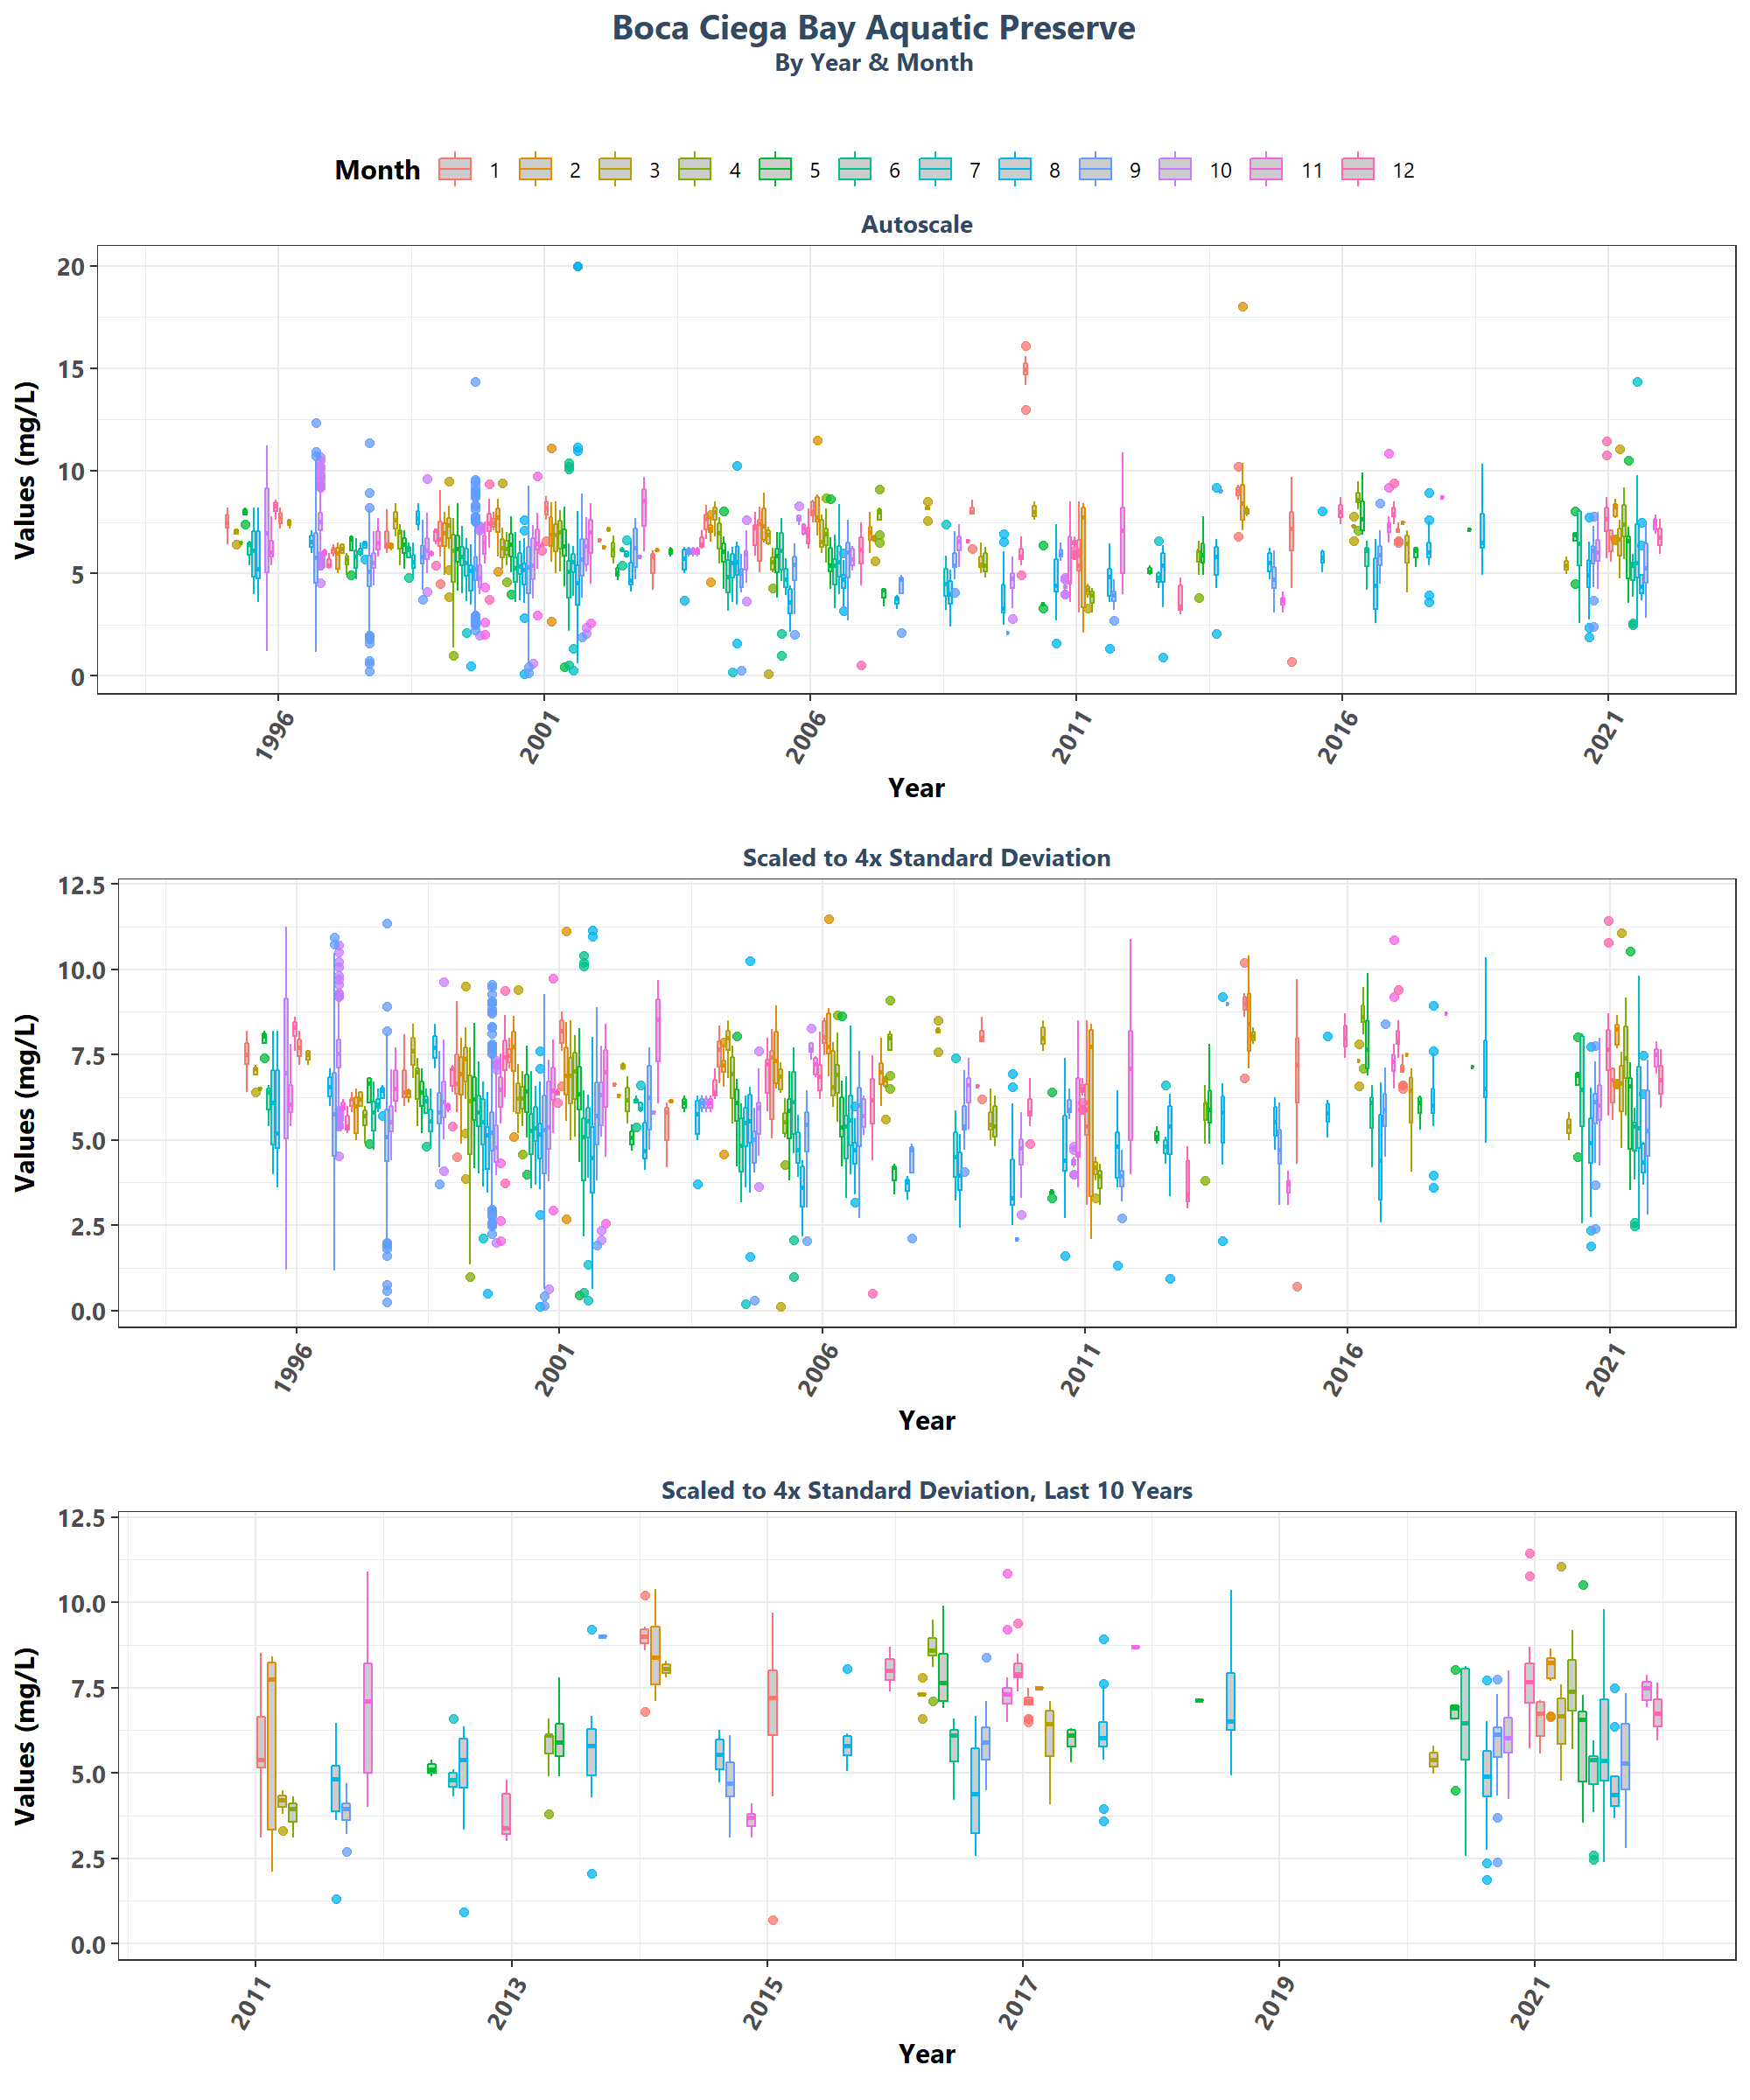 Boca Ciega Bay Aquatic Preserve
By Year & Month
Month 1 2 3 4 5 6 7 8 9 10 11 12
Autoscale
Values (mg/L)
20
15
10
5
0
1996 2001 2006 2011 2016 2021
Year
Scaled to 4x Standard Deviation
Values (mg/L)
12.5
10.0
7.5
5.0
2.5
0.0
1996 2001 2006 2011 2016 2021
Year
Scaled to 4x Standard Deviation, Last 10 Years
Values (mg/L)
12.5
10.0
7.5
5.0
2.5
0.0
2011 2013 2015 2017 2019 2021
Year